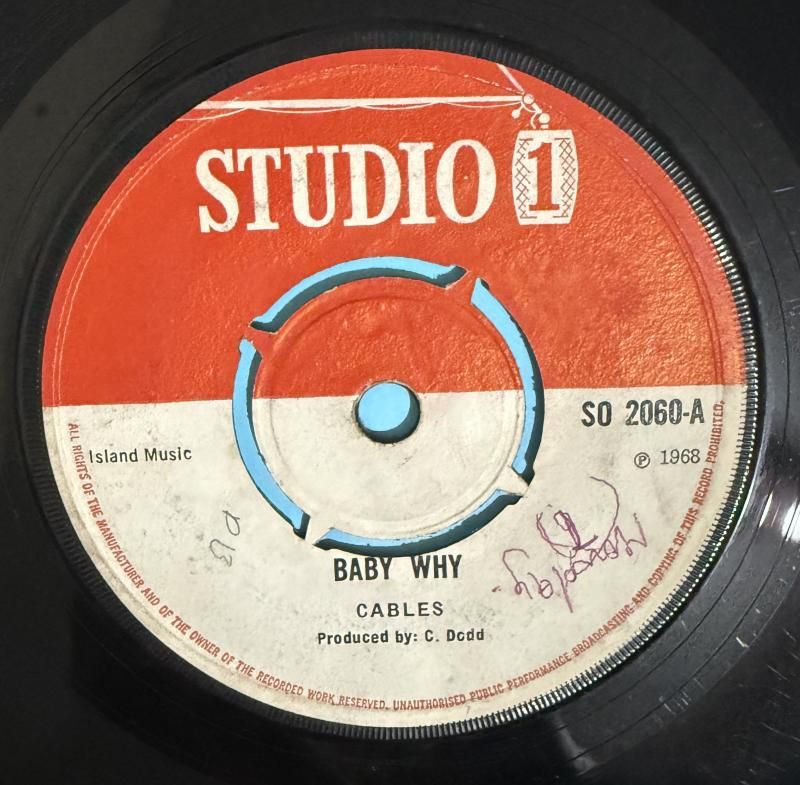 STUDIO 1
SO 2060-A
Island Music
℗ 1968
BABY WHY
CABLES
Produced by: C. Dodd
ALL RIGHTS OF THE MANUFACTURER AND OF THE OWNER OF THE RECORDED WORK RESERVED. UNAUTHORISED PUBLIC PERFORMANCE BROADCASTING AND COPYING OF THIS RECORD PROHIBITED.